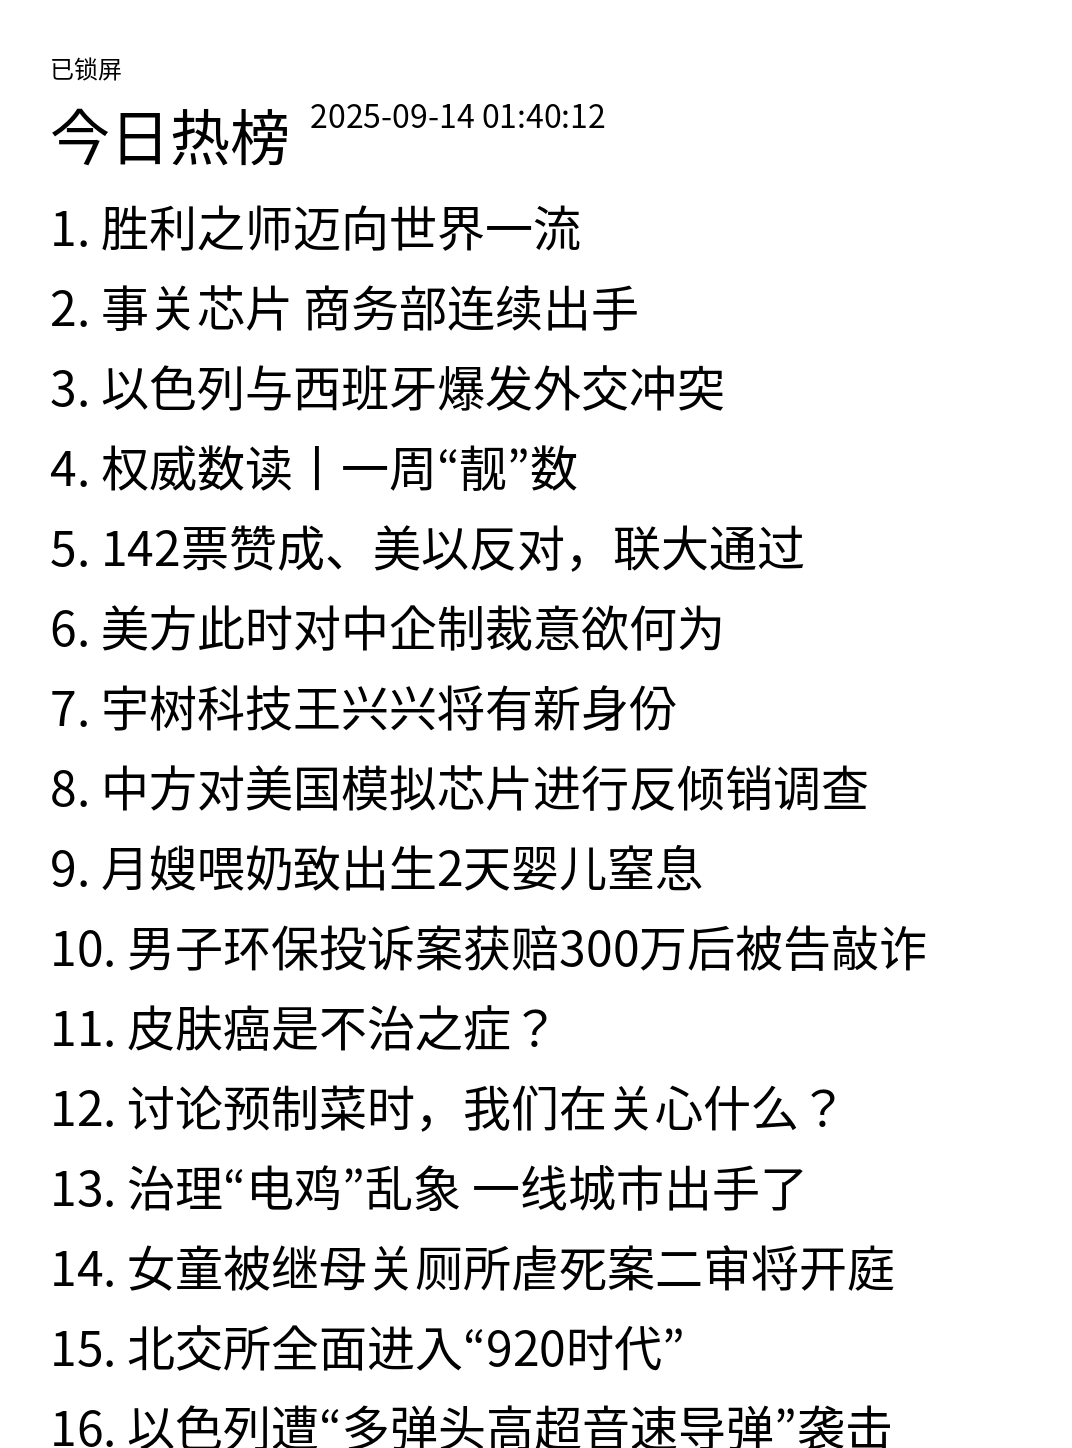 已锁屏
今日热榜 2025-09-14 01:40:12
1. 胜利之师迈向世界一流
2. 事关芯片 商务部连续出手
3. 以色列与西班牙爆发外交冲突
4. 权威数读丨一周“靓”数
5. 142票赞成、美以反对，联大通过
6. 美方此时对中企制裁意欲何为
7. 宇树科技王兴兴将有新身份
8. 中方对美国模拟芯片进行反倾销调查
9. 月嫂喂奶致出生2天婴儿窒息
10. 男子环保投诉案获赔300万后被告敲诈
11. 皮肤癌是不治之症？
12. 讨论预制菜时，我们在关心什么？
13. 治理“电鸡”乱象 一线城市出手了
14. 女童被继母关厕所虐死案二审将开庭
15. 北交所全面进入“920时代”
16. 以色列遭“多弹头高超音速导弹”袭击